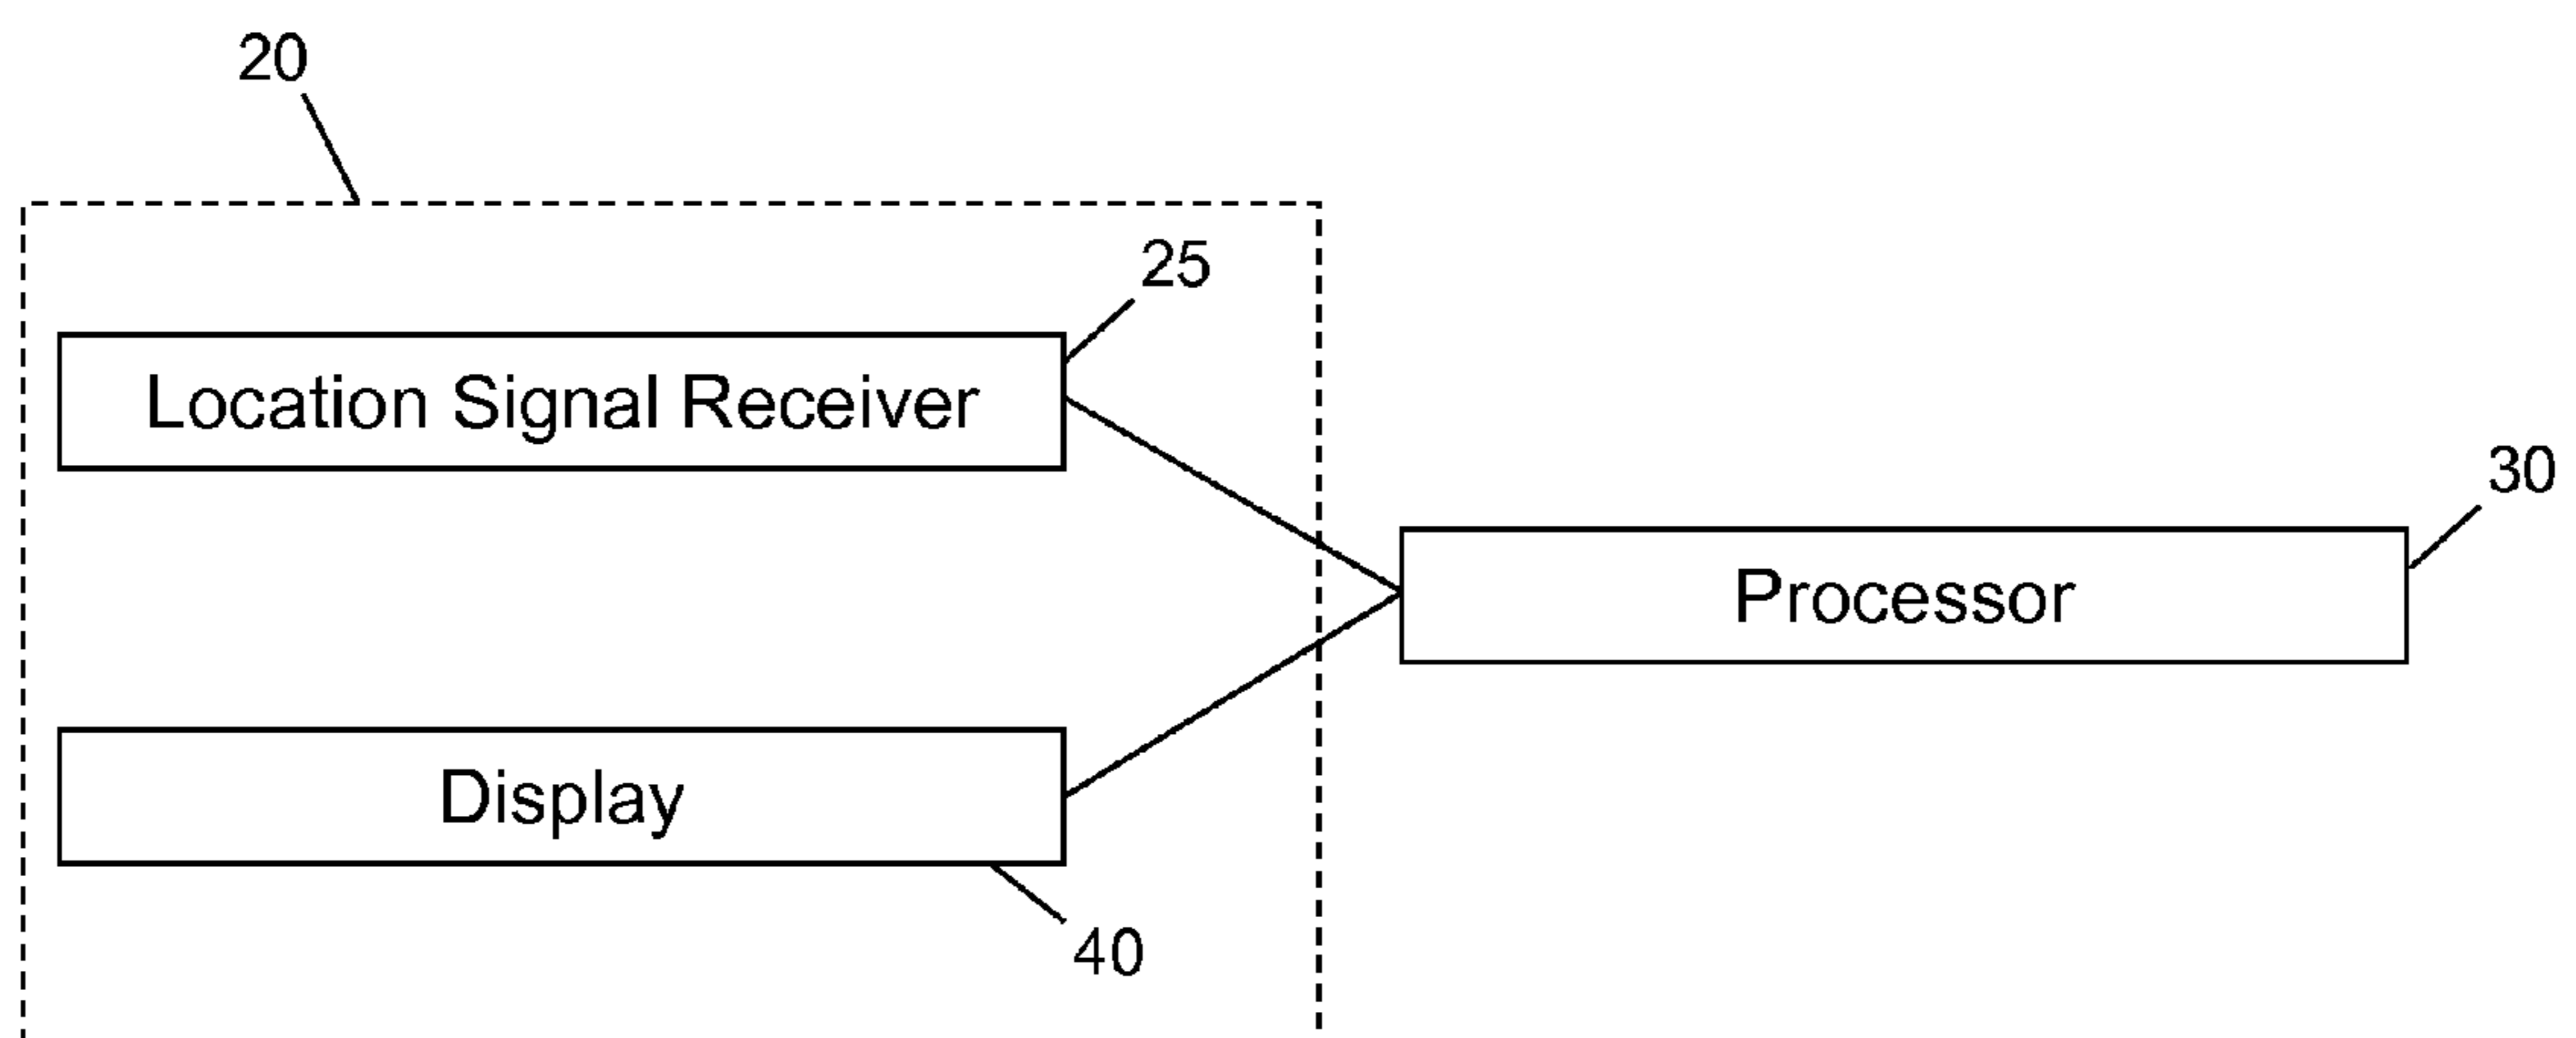 20
25
Location Signal Receiver
30
Processor
Display
40